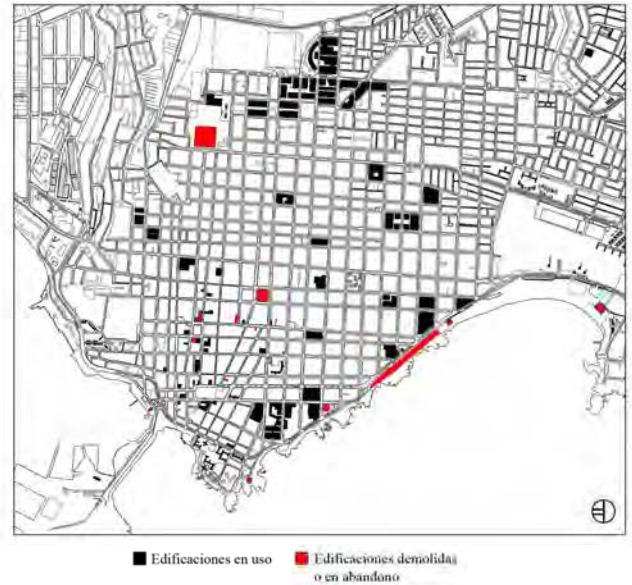 Edificaciones en uso
Edificaciones demolidas
o en abandono